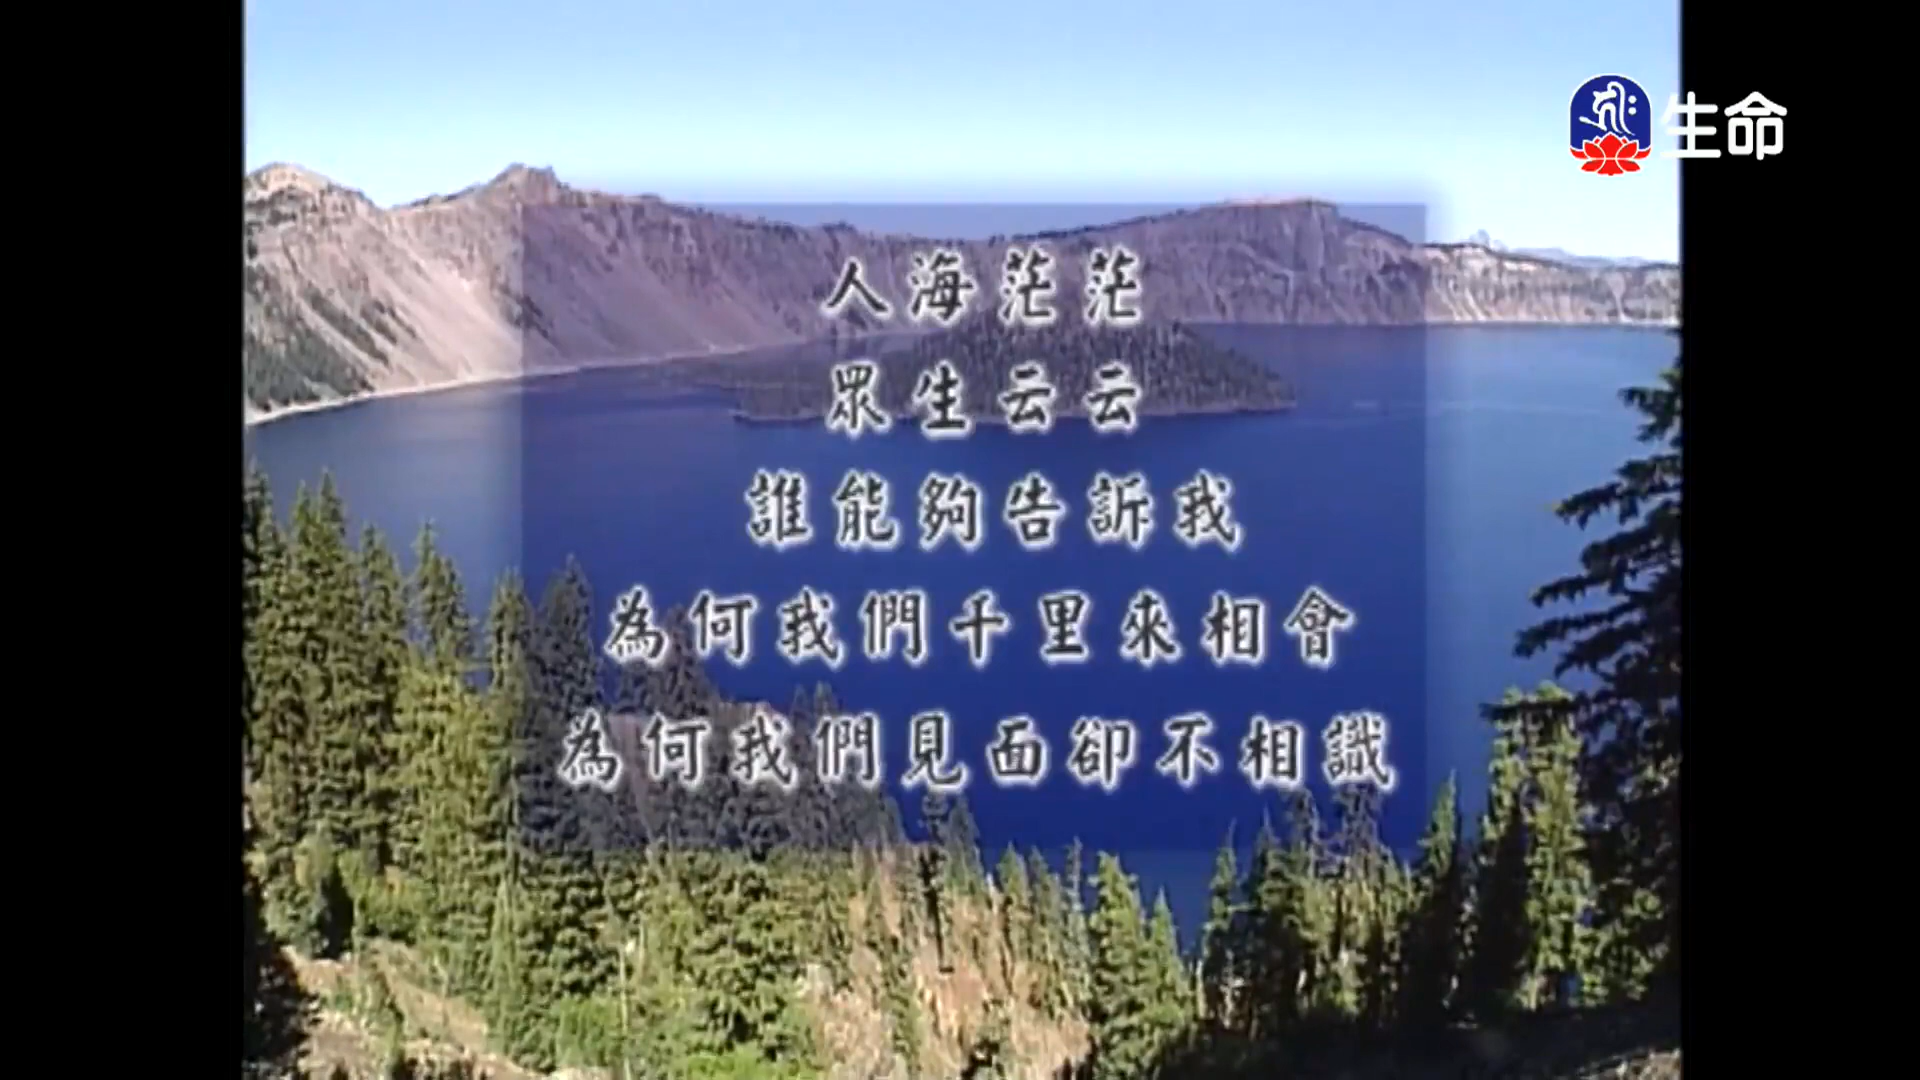 生命
人海茫茫
眾生云云
誰能夠告訴我
為何我們千里來相會
為何我們見面卻不相識